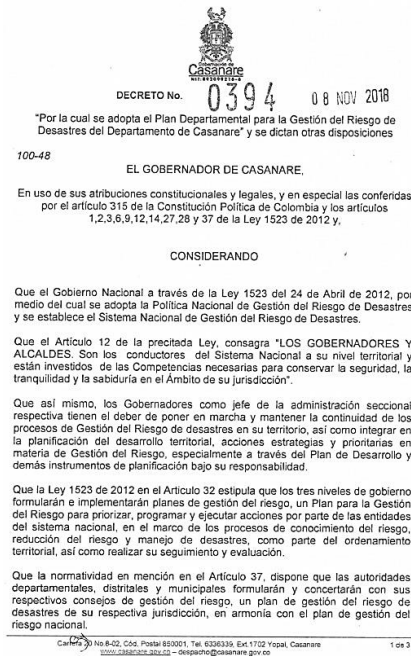 Gobernación de
Casanare
NIT. 892099216-6
DECRETO No. 0394 08 NOV 2018
"Por la cual se adopta el Plan Departamental para la Gestión del Riesgo de
Desastres del Departamento de Casanare" y se dictan otras disposiciones
100-48
EL GOBERNADOR DE CASANARE,
En uso de sus atribuciones constitucionales y legales, y en especial las conferidas
por el artículo 315 de la Constitución Política de Colombia y los artículos
1,2,3,6,9,12,14,27,28 y 37 de la Ley 1523 de 2012 y,
CONSIDERANDO
Que el Gobierno Nacional a través de la Ley 1523 del 24 de Abril de 2012, por
medio del cual se adopta la Política Nacional de Gestión del Riesgo de Desastres
y se establece el Sistema Nacional de Gestión del Riesgo de Desastres.
Que el Artículo 12 de la precitada Ley, consagra "LOS GOBERNADORES Y
ALCALDES. Son los conductores del Sistema Nacional a su nivel territorial y
están investidos de las Competencias necesarias para conservar la seguridad, la
tranquilidad y la sabiduría en el Ámbito de su jurisdicción".
Que así mismo, los Gobernadores como jefe de la administración seccional
respectiva tienen el deber de poner en marcha y mantener la continuidad de los
procesos de Gestión del Riesgo de desastres en su territorio, así como integrar en
la planificación del desarrollo territorial, acciones estrategias y prioritarias en
materia de Gestión del Riesgo, especialmente a través del Plan de Desarrollo y
demás instrumentos de planificación bajo su responsabilidad.
Que la Ley 1523 de 2012 en el Articulo 32 estipula que los tres niveles de gobierno
formularán e implementarán planes de gestión del riesgo, un Plan para la Gestión
del Riesgo para priorizar, programar y ejecutar acciones por parte de las entidades
del sistema nacional, en el marco de los procesos de conocimiento del riesgo,
reducción del riesgo y manejo de desastres, como parte del ordenamiento
territorial, así como realizar su seguimiento y evaluación.
Que la normatividad en mención en el Artículo 37, dispone que las autoridades
departamentales, distritales y municipales formularán y concertarán con sus
respectivos consejos de gestión del riesgo, un plan de gestión del riesgo de
desastres de su respectiva jurisdicción, en armonía con el plan de gestión del
riesgo nacional.
Carrera 20 No.8-02, Cód. Postal 850001, Tel. 6336339, Ext.1702 Yopal, Casanare 1 de 3
www.casanare.gov.co – despacho@casanare.gov.co